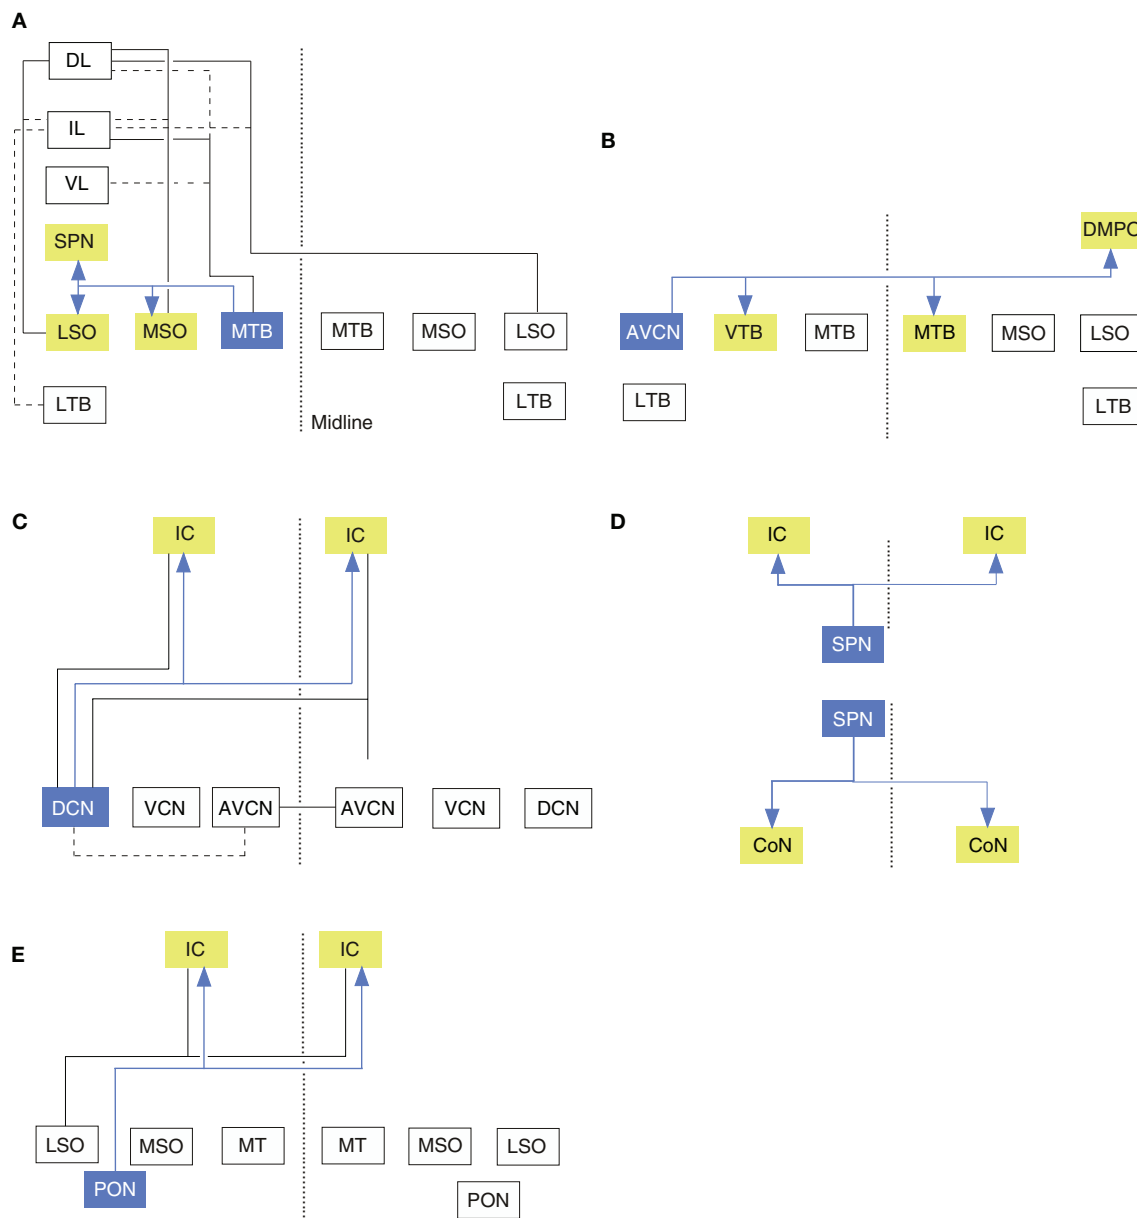 A
DL
IL
VL
SPN
LSO MSO MTB MTB MSO LSO
LTB LTB
Midline
B
DMPO
AVCN VTB MTB MTB MSO LSO
LTB LTB
C
IC IC
DCN VCN AVCN AVCN VCN DCN
D
IC IC
SPN
SPN
CoN CoN
E
IC IC
LSO MSO MT MT MSO LSO
PON PON